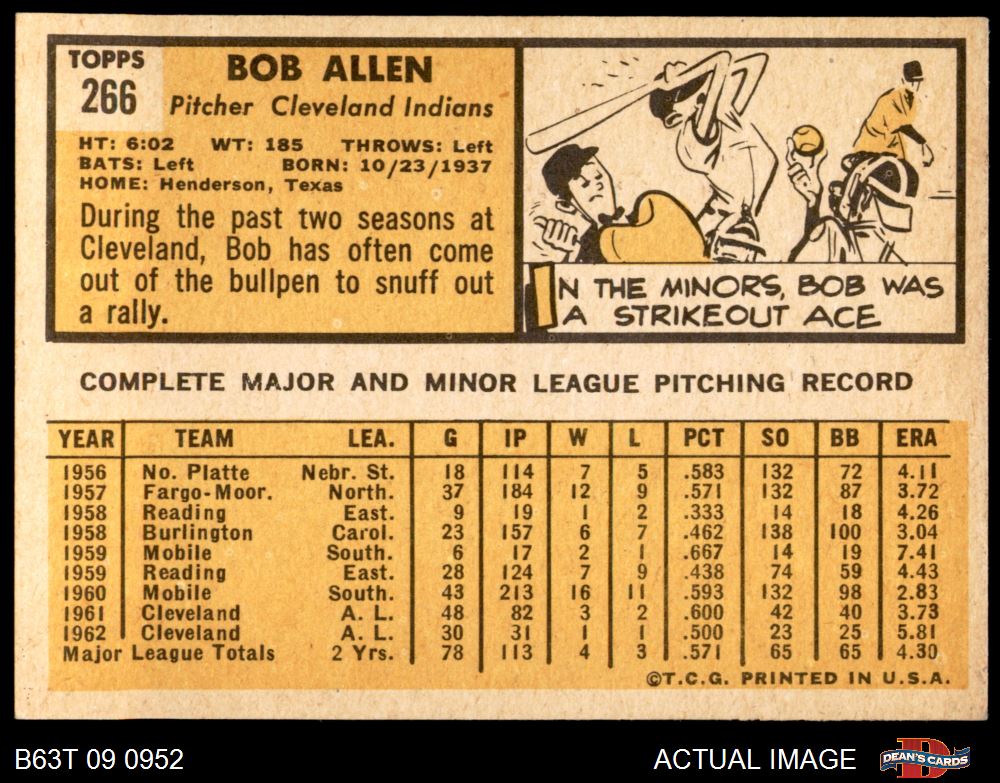 TOPPS
266
BOB ALLEN
Pitcher Cleveland Indians
HT: 6:02 WT: 185 THROWS: Left
BATS: Left BORN: 10/23/1937
HOME: Henderson, Texas
During the past two seasons at
Cleveland, Bob has often come
out of the bullpen to snuff out
a rally.
IN THE MINORS, BOB WAS
A STRIKEOUT ACE
COMPLETE MAJOR AND MINOR LEAGUE PITCHING RECORD
YEAR TEAM LEA. G IP W L PCT SO BB ERA
1956 No. Platte Nebr. St. 18 114 7 5 .583 132 72 4.11
1957 Fargo-Moor. North. 37 184 12 9 .571 132 87 3.72
1958 Reading East. 9 19 1 2 .333 14 18 4.26
1958 Burlington Carol. 23 157 6 7 .462 138 100 3.04
1959 Mobile South. 6 17 2 1 .667 14 19 7.41
1959 Reading East. 28 124 7 9 .438 74 59 4.43
1960 Mobile South. 43 213 16 11 .593 132 98 2.83
1961 Cleveland A. L. 48 82 3 2 .600 42 40 3.73
1962 Cleveland A. L. 30 31 1 1 .500 23 25 5.81
Major League Totals 2 Yrs. 78 113 4 3 .571 65 65 4.30
©T.C.G. PRINTED IN U.S.A.
B63T 09 0952
ACTUAL IMAGE
D
DEAN'S CARDS